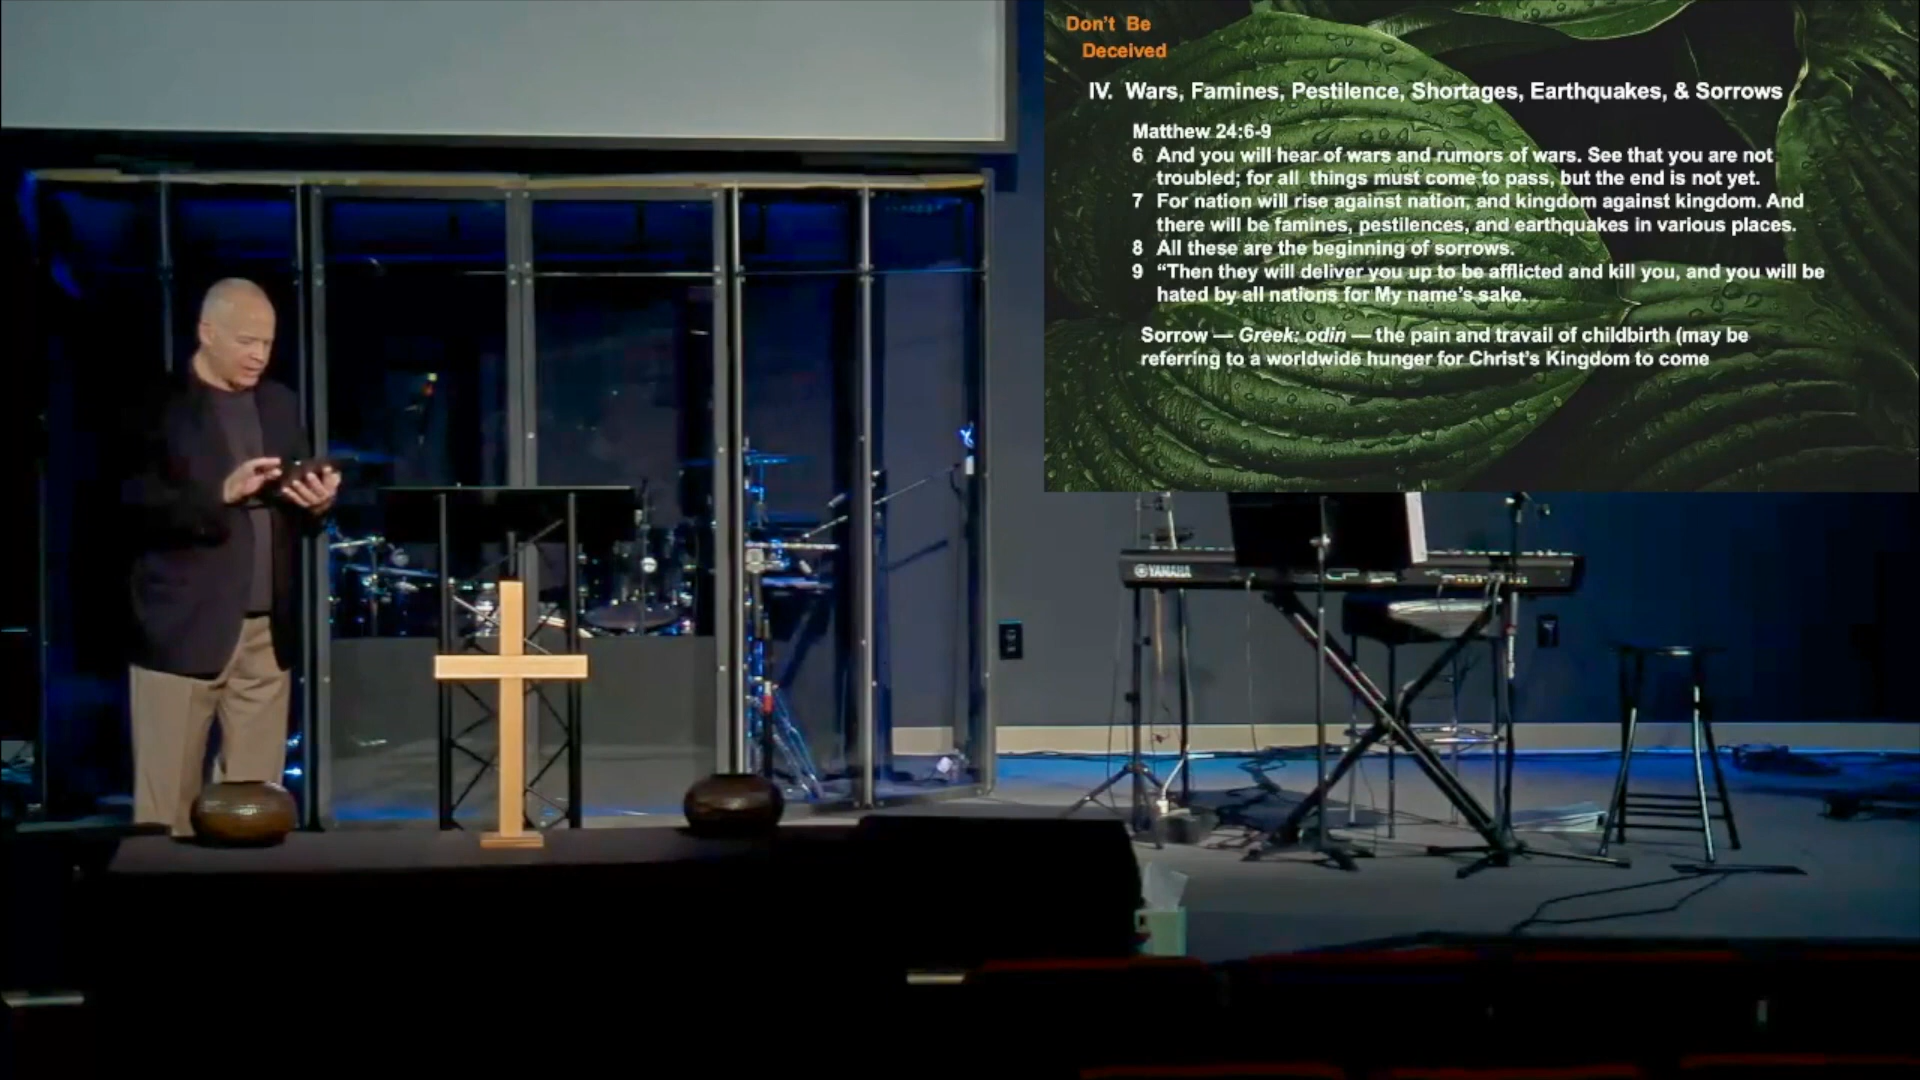 Don't Be
Deceived
IV. Wars, Famines, Pestilence, Shortages, Earthquakes, & Sorrows
Matthew 24:6-9
6 And you will hear of wars and rumors of wars. See that you are not
troubled; for all things must come to pass, but the end is not yet.
7 For nation will rise against nation, and kingdom against kingdom. And
there will be famines, pestilences, and earthquakes in various places.
8 All these are the beginning of sorrows.
9 “Then they will deliver you up to be afflicted and kill you, and you will be
hated by all nations for My name's sake.
Sorrow — Greek: odin — the pain and travail of childbirth (may be
referring to a worldwide hunger for Christ's Kingdom to come
YAMAHA